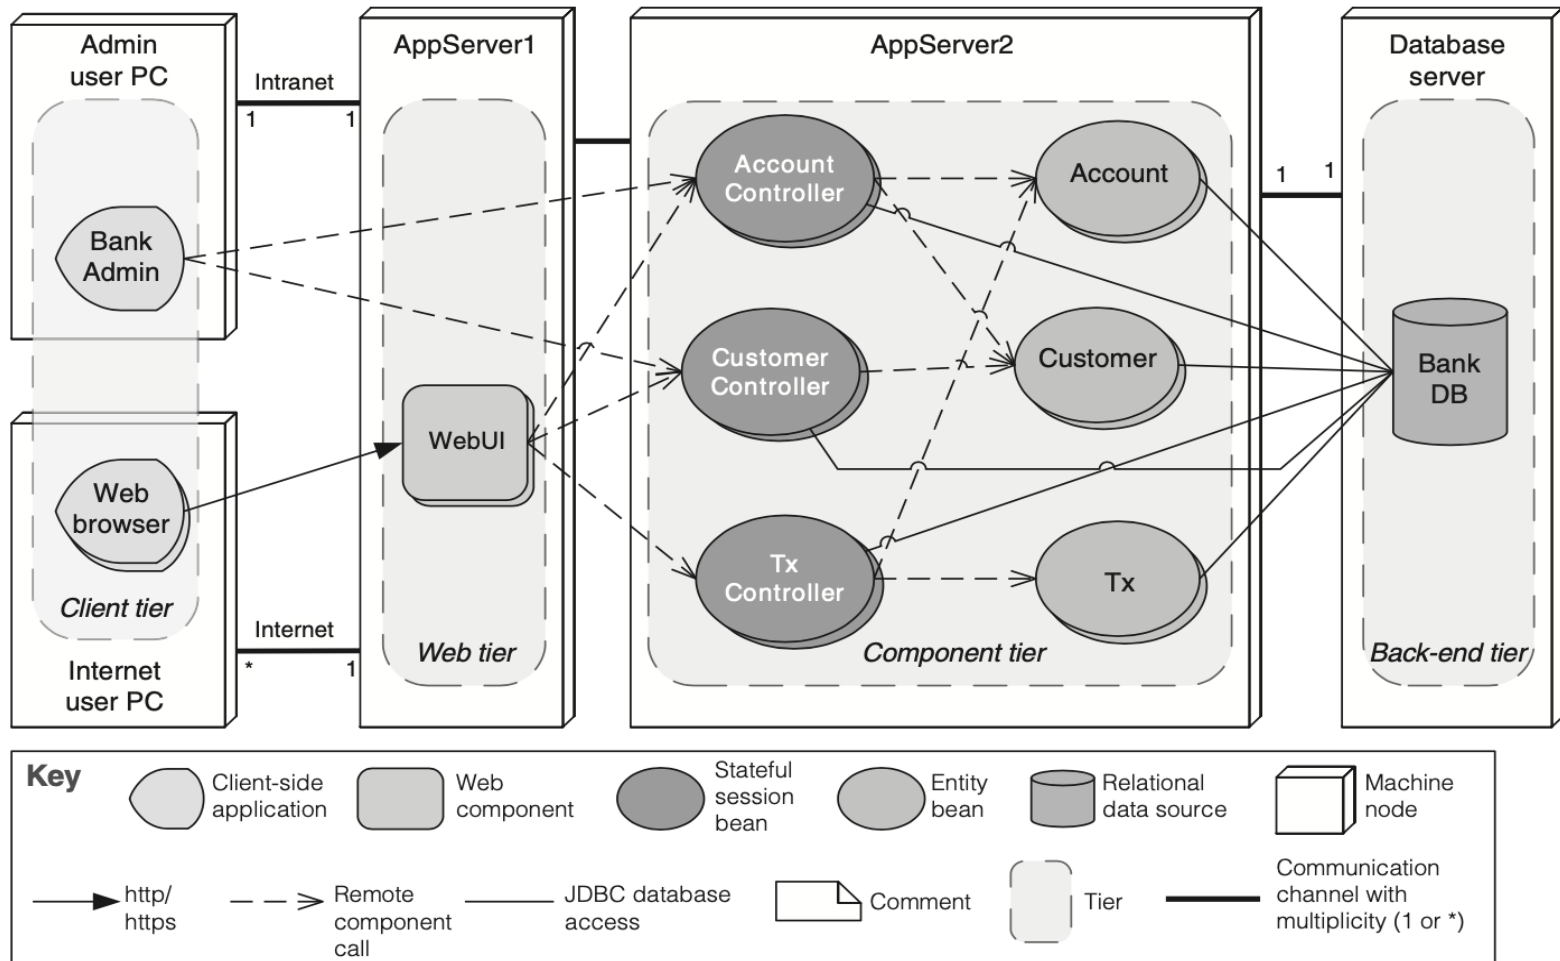 Admin
user PC
Intranet
1
1
Bank
Admin
Web
browser
Client tier
Internet
*
1
Internet
user PC
AppServer1
WebUI
Web tier
AppServer2
Account
Controller
Account
Customer
Controller
Customer
Tx
Controller
Tx
Component tier
1
1
Database
server
Bank
DB
Back-end tier
Key
Client-side
application
Web
component
Stateful
session
bean
Entity
bean
Relational
data source
Machine
node
http/
https
Remote
component
call
JDBC database
access
Comment
Tier
Communication
channel with
multiplicity (1 or *)